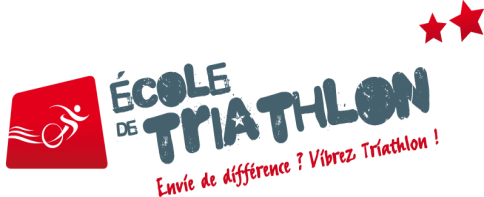 ÉCOLE
DE TRIATHLON
Envie de différence ? Vibrez Triathlon !